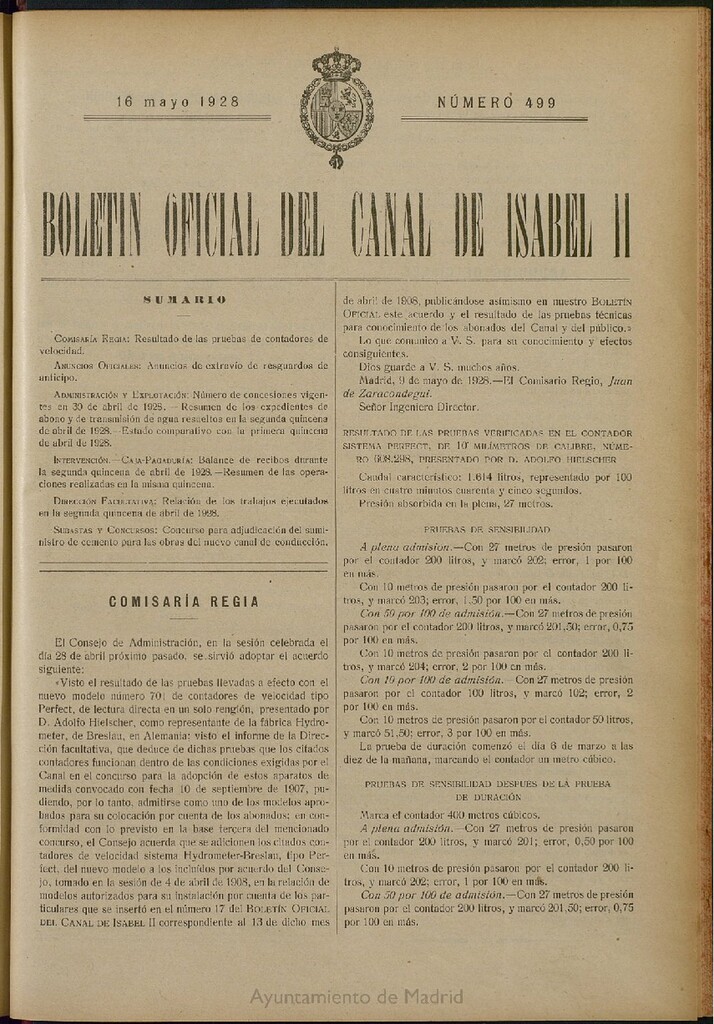 16 mayo 1928
NÚMERO 499
BOLETIN OFICIAL DEL CANAL DE ISABEL II
SUMARIO
COMISARÍA REGIA: Resultado de las pruebas de contadores de
velocidad.
ANUNCIOS OFICIALES: Anuncios de extravío de resguardos de
anticipo.
ADMINISTRACIÓN Y EXPLOTACIÓN: Número de concesiones vigen-
tes en 30 de abril de 1928.—Resumen de los expedientes de
abono y de transmisión de agua resueltos en la segunda quincena
de abril de 1928.—Estado comparativo con la primera quincena
de abril de 1928.
INTERVENCIÓN.—CAJA-PAGADURÍA: Balance de recibos durante
la segunda quincena de abril de 1928.—Resumen de las opera-
ciones realizadas en la misma quincena.
DIRECCIÓN FACULTATIVA: Relación de los trabajos ejecutados
en la segunda quincena de abril de 1928.
SUBASTAS Y CONCURSOS: Concurso para adjudicación del sumi-
nistro de cemento para las obras del nuevo canal de conducción.
COMISARÍA REGIA
El Consejo de Administración, en la sesión celebrada el
día 28 de abril próximo pasado, se sirvió adoptar el acuerdo
siguiente:
«Visto el resultado de las pruebas llevadas a efecto con el
nuevo modelo número 701 de contadores de velocidad tipo
Perfect, de lectura directa en un solo renglón, presentado por
D. Adolfo Hielscher, como representante de la fábrica Hydro-
meter, de Breslau, en Alemania; visto el informe de la Direc-
ción facultativa, que deduce de dichas pruebas que los citados
contadores funcionan dentro de las condiciones exigidas por el
Canal en el concurso para la adopción de estos aparatos de
medida convocado con fecha 10 de septiembre de 1907, pu-
diendo, por lo tanto, admitirse como uno de los modelos apro-
bados para su colocación por cuenta de los abonados; en con-
formidad con lo previsto en la base tercera del mencionado
concurso, el Consejo acuerda que se adicionen los citados con-
tadores de velocidad sistema Hydrometer-Breslau, tipo Per-
fect, del nuevo modelo a los incluídos por acuerdo del Conse-
jo, tomado en la sesión de 4 de abril de 1908, en la relación de
modelos autorizados para su instalación por cuenta de los par-
ticulares que se insertó en el número 17 del BOLETÍN OFICIAL
DEL CANAL DE ISABEL II correspondiente al 13 de dicho mes
de abril de 1908, publicándose asimismo en nuestro BOLETÍN
OFICIAL este acuerdo y el resultado de las pruebas técnicas
para conocimiento de los abonados del Canal y del público.»
Lo que comunico a V. S. para su conocimiento y efectos
consiguientes.
Dios guarde a V. S. muchos años.
Madrid, 9 de mayo de 1928.—El Comisario Regio, Juan
de Zaracondegui.
Señor Ingeniero Director.
RESULTADO DE LAS PRUEBAS VERIFICADAS EN EL CONTADOR
SISTEMA PERFECT, DE 10 MILÍMETROS DE CALIBRE, NÚME-
RO 608.298, PRESENTADO POR D. ADOLFO HIELSCHER
Caudal característico: 1.614 litros, representado por 100
litros en cuatro minutos cuarenta y cinco segundos.
Presión absorbida en la plena, 27 metros.
PRUEBAS DE SENSIBILIDAD
A plena admisión.—Con 27 metros de presión pasaron
por el contador 200 litros, y marcó 202; error, 1 por 100
en más.
Con 10 metros de presión pasaron por el contador 200 li-
tros, y marcó 203; error, 1.50 por 100 en más.
Con 50 por 100 de admisión.—Con 27 metros de presión
pasaron por el contador 200 litros, y marcó 201,50; error, 0,75
por 100 en más.
Con 10 metros de presión pasaron por el contador 200 li-
tros, y marcó 204; error, 2 por 100 en más.
Con 10 por 100 de admisión.—Con 27 metros de presión
pasaron por el contador 100 litros, y marcó 102; error, 2
por 100 en más.
Con 10 metros de presión pasaron por el contador 50 litros,
y marcó 51,50; error, 3 por 100 en más.
La prueba de duración comenzó el día 6 de marzo a las
diez de la mañana, marcando el contador un metro cúbico.
PRUEBAS DE SENSIBILIDAD DESPUES DE LA PRUEBA
DE DURACIÓN
Marca el contador 400 metros cúbicos.
A plena admisión.—Con 27 metros de presión pasaron
por el contador 200 litros, y marcó 201; error, 0,50 por 100
en más.
Con 10 metros de presión pasaron por el contador 200 li-
tros, y marcó 202; error, 1 por 100 en más.
Con 50 por 100 de admisión.—Con 27 metros de presión
pasaron por el contador 200 litros, y marcó 201,50; error, 0,75
por 100 en más.
Ayuntamiento de Madrid